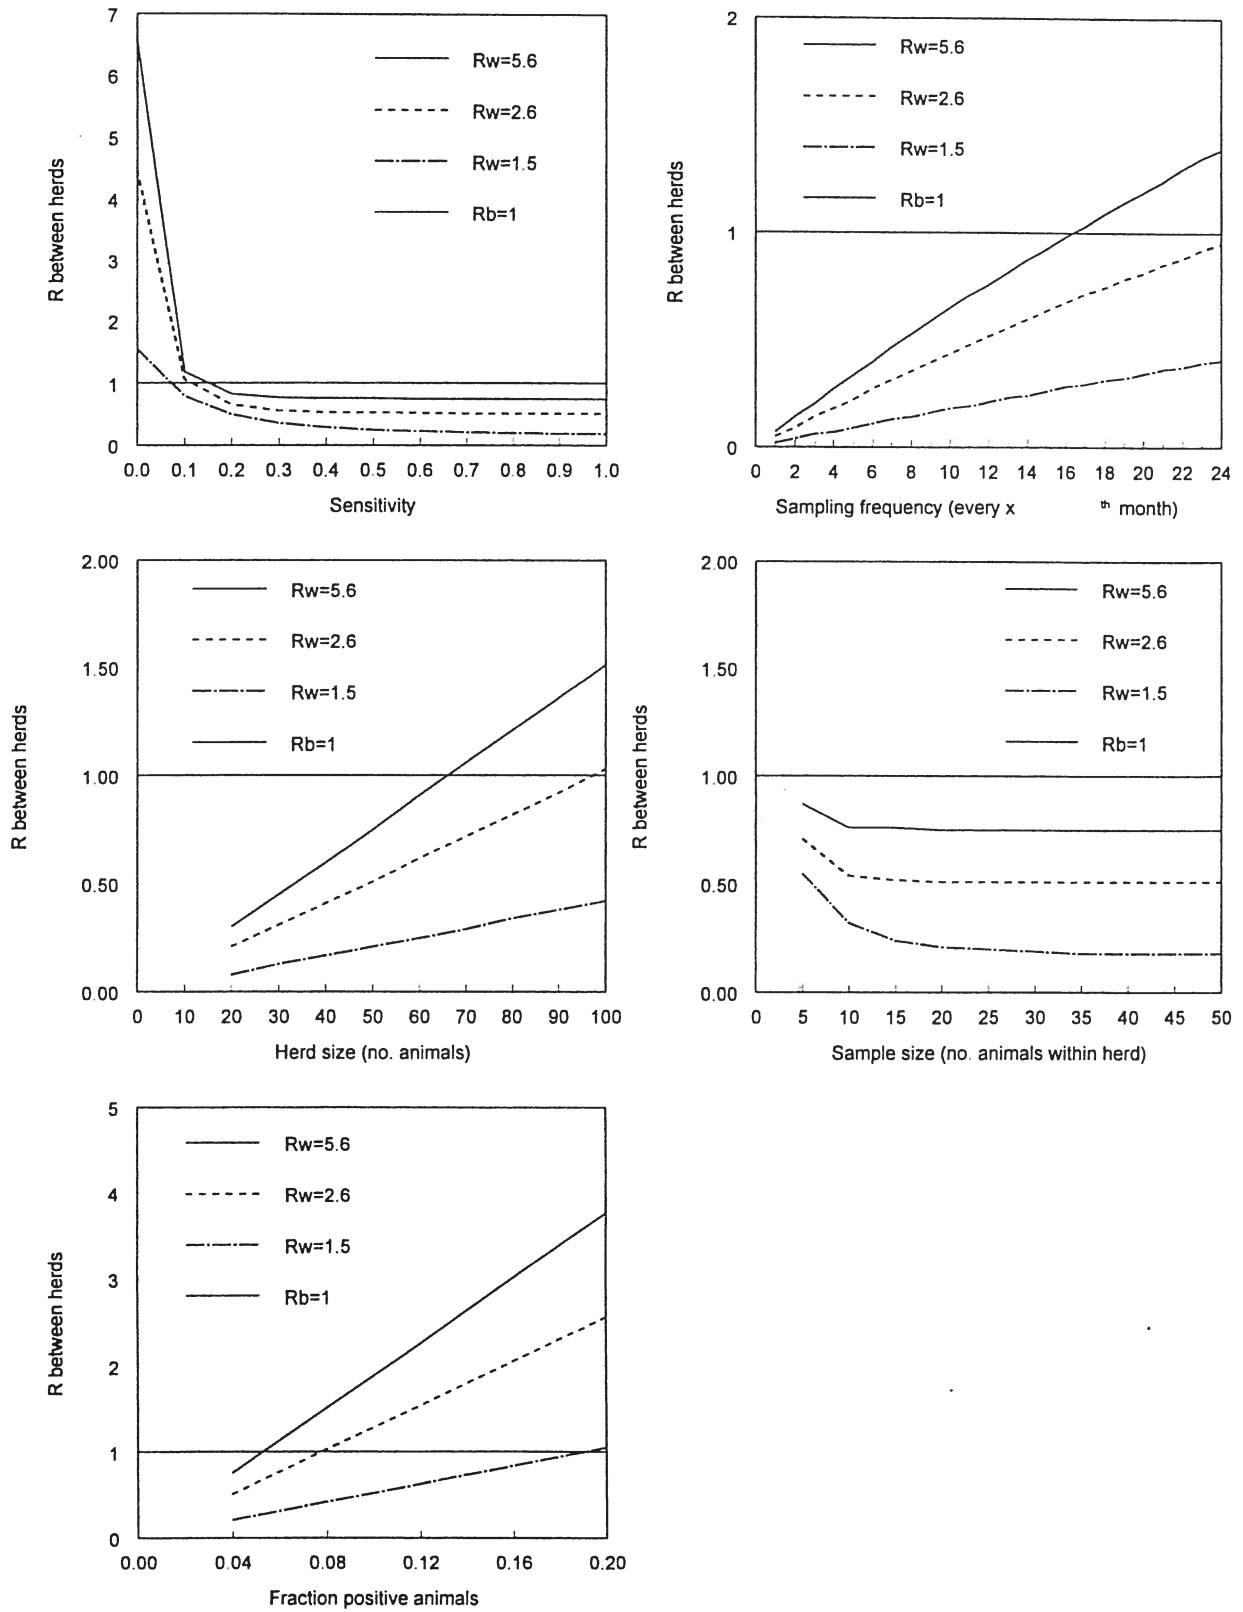 7
6
5
4
3
2
1
0
R between herds
Rw=5.6
Rw=2.6
Rw=1.5
Rb=1
0.0 0.1 0.2 0.3 0.4 0.5 0.6 0.7 0.8 0.9 1.0
Sensitivity
2
1
0
R between herds
Rw=5.6
Rw=2.6
Rw=1.5
Rb=1
0 2 4 6 8 10 12 14 16 18 20 22 24
Sampling frequency (every x th month)
2.00
1.50
1.00
0.50
0.00
R between herds
Rw=5.6
Rw=2.6
Rw=1.5
Rb=1
0 10 20 30 40 50 60 70 80 90 100
Herd size (no. animals)
2.00
1.50
1.00
0.50
0.00
R between herds
Rw=5.6
Rw=2.6
Rw=1.5
Rb=1
0 5 10 15 20 25 30 35 40 45 50
Sample size (no. animals within herd)
5
4
3
2
1
0
R between herds
Rw=5.6
Rw=2.6
Rw=1.5
Rb=1
0.00 0.04 0.08 0.12 0.16 0.20
Fraction positive animals